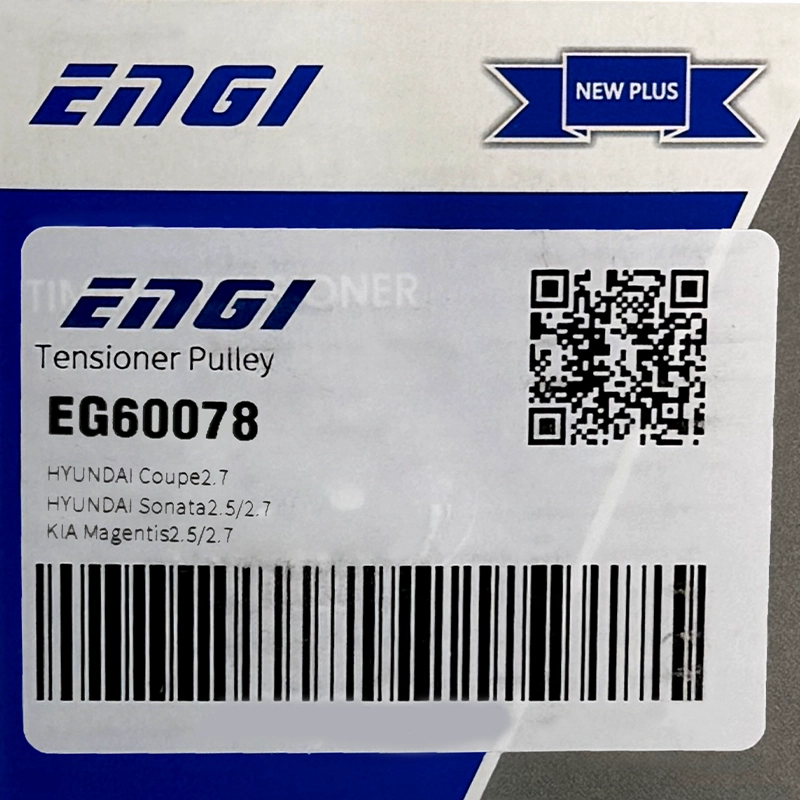 ENGI
NEW PLUS
ENGI
Tensioner Pulley
EG60078
HYUNDAI Coupe2.7
HYUNDAI Sonata2.5/2.7
KIA Magentis2.5/2.7